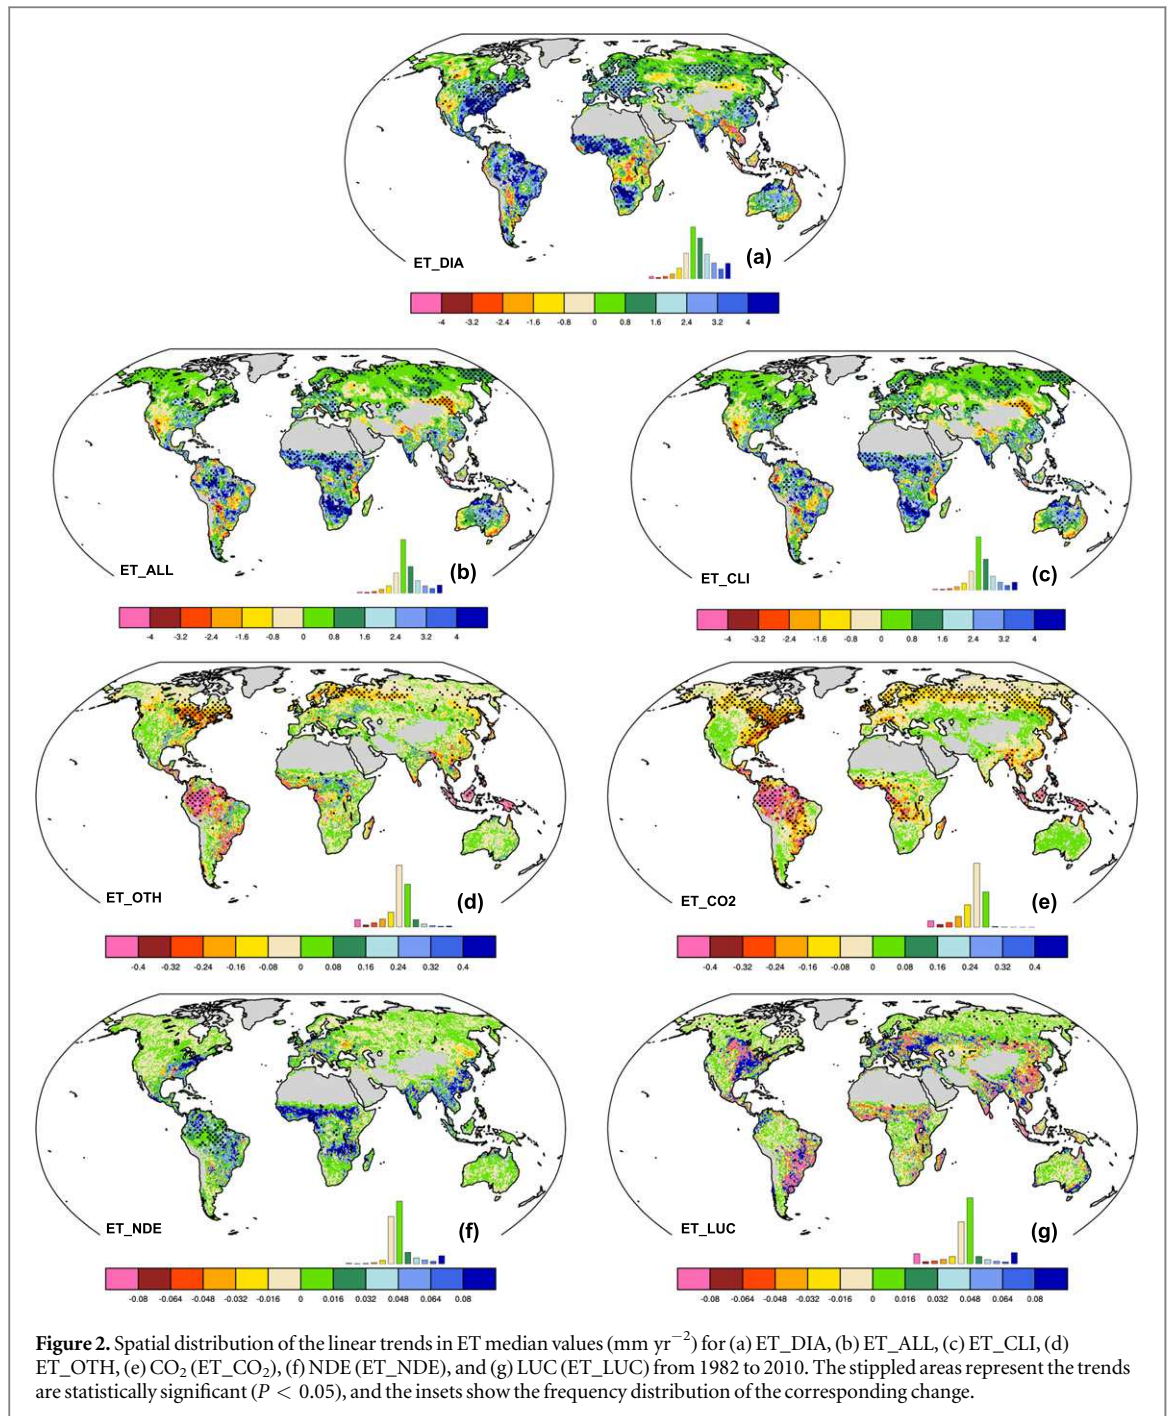 ET_DIA
(a)
-4 -3.2 -2.4 -1.6 -0.8 0 0.8 1.6 2.4 3.2 4
ET_ALL
(b)
-4 -3.2 -2.4 -1.6 -0.8 0 0.8 1.6 2.4 3.2 4
ET_CLI
(c)
-4 -3.2 -2.4 -1.6 -0.8 0 0.8 1.6 2.4 3.2 4
ET_OTH
(d)
-0.4 -0.32 -0.24 -0.16 -0.08 0 0.08 0.16 0.24 0.32 0.4
ET_CO2
(e)
-0.4 -0.32 -0.24 -0.16 -0.08 0 0.08 0.16 0.24 0.32 0.4
ET_NDE
(f)
-0.08 -0.064 -0.048 -0.032 -0.016 0 0.016 0.032 0.048 0.064 0.08
ET_LUC
(g)
-0.08 -0.064 -0.048 -0.032 -0.016 0 0.016 0.032 0.048 0.064 0.08
Figure 2. Spatial distribution of the linear trends in ET median values (mm yr⁻²) for (a) ET_DIA, (b) ET_ALL, (c) ET_CLI, (d)
ET_OTH, (e) CO₂ (ET_CO₂), (f) NDE (ET_NDE), and (g) LUC (ET_LUC) from 1982 to 2010. The stippled areas represent the trends
are statistically significant (P < 0.05), and the insets show the frequency distribution of the corresponding change.